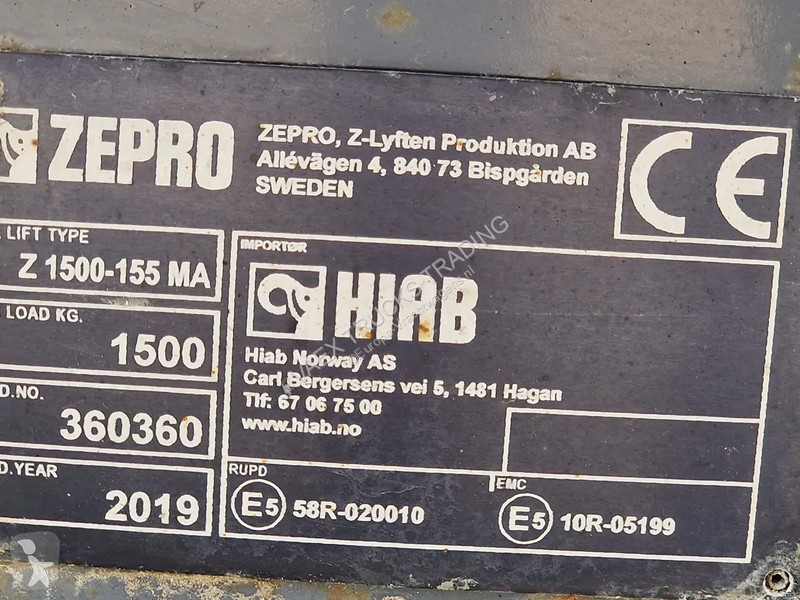 ZEPRO
ZEPRO, Z-Lyften Produktion AB
Allévägen 4, 840 73 Bispgården
SWEDEN
CE
LIFT TYPE
Z 1500-155 MA
LOAD KG.
1500
D.NO.
360360
D.YEAR
2019
IMPORTØR
HIAB
Hiab Norway AS
Carl Bergersens vei 5, 1481 Hagan
Tlf: 67 06 75 00
www.hiab.no
RUPD
E5 58R-020010
EMC
E5 10R-05199
TRUCKS TRADING